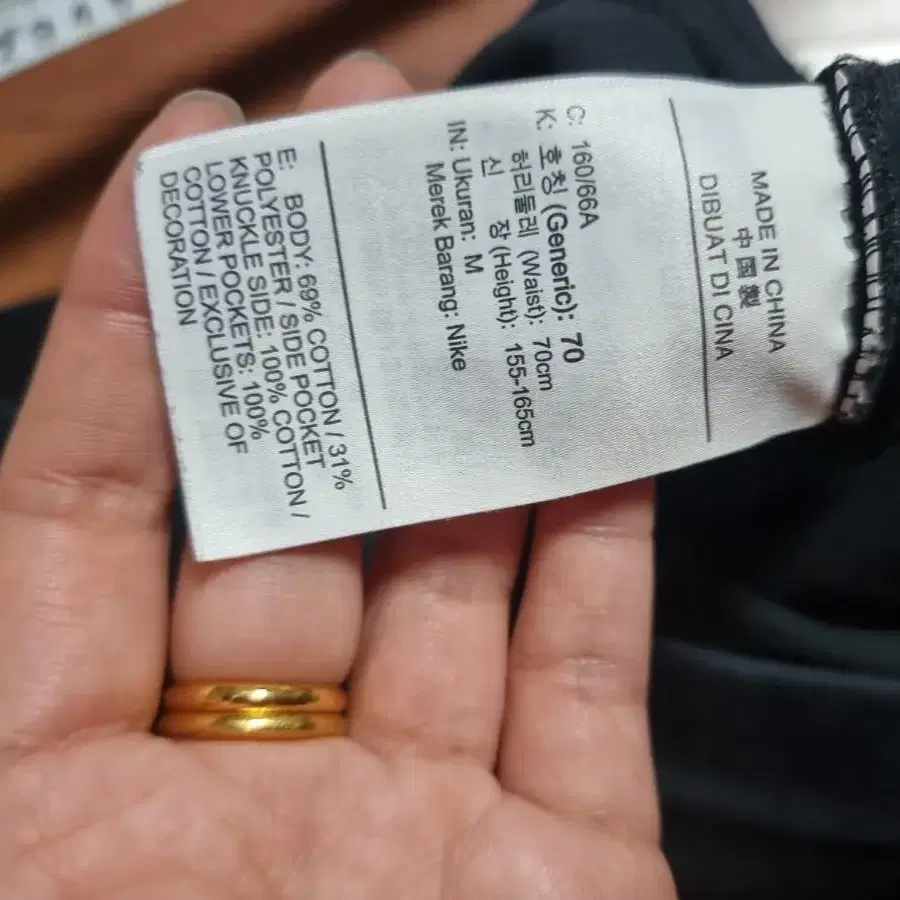 MADE IN CHINA
中国製
DIBUAT DI CINA
C: 160/66A
K: 호칭 (Generic): 70
허리둘레 (Waist): 70cm
신 장(Height): 155-165cm
IN: Ukuran: M
Merek Barang: Nike
E: BODY: 69% COTTON / 31%
POLYESTER / SIDE POCKET
KNUCKLE SIDE: 100% COTTON /
LOWER POCKETS: 100%
COTTON / EXCLUSIVE OF
DECORATION